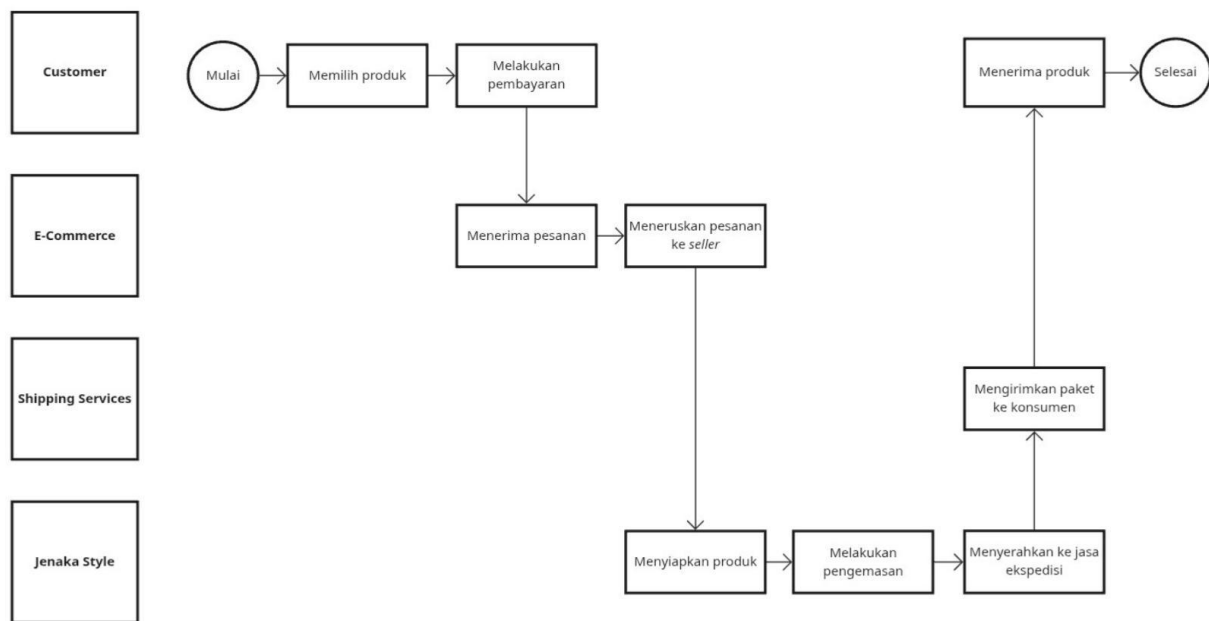 Customer
Mulai
Memilih produk
Melakukan
pembayaran
Menerima produk
Selesai
E-Commerce
Menerima pesanan
Meneruskan pesanan
ke seller
Shipping Services
Mengirimkan paket
ke konsumen
Jenaka Style
Menyiapkan produk
Melakukan
pengemasan
Menyerahkan ke jasa
ekspedisi